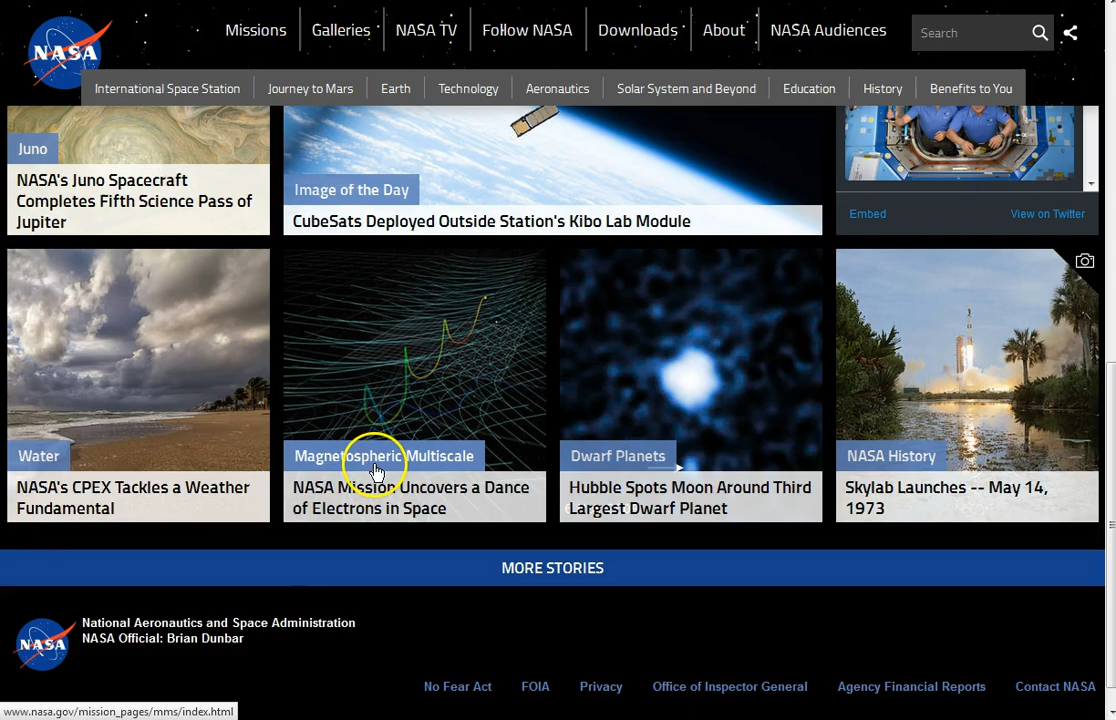 NASA
Missions
Galleries
NASA TV
Follow NASA
Downloads
About
NASA Audiences
Search
International Space Station
Journey to Mars
Earth
Technology
Aeronautics
Solar System and Beyond
Education
History
Benefits to You
Juno
NASA's Juno Spacecraft
Completes Fifth Science Pass of
Jupiter
Image of the Day
CubeSats Deployed Outside Station's Kibo Lab Module
Embed
View on Twitter
Water
NASA's CPEX Tackles a Weather
Fundamental
Magnetospheric Multiscale
NASA Mission Uncovers a Dance
of Electrons in Space
Dwarf Planets
Hubble Spots Moon Around Third
Largest Dwarf Planet
NASA History
Skylab Launches -- May 14,
1973
MORE STORIES
NASA
National Aeronautics and Space Administration
NASA Official: Brian Dunbar
No Fear Act
FOIA
Privacy
Office of Inspector General
Agency Financial Reports
Contact NASA
www.nasa.gov/mission_pages/mms/index.html